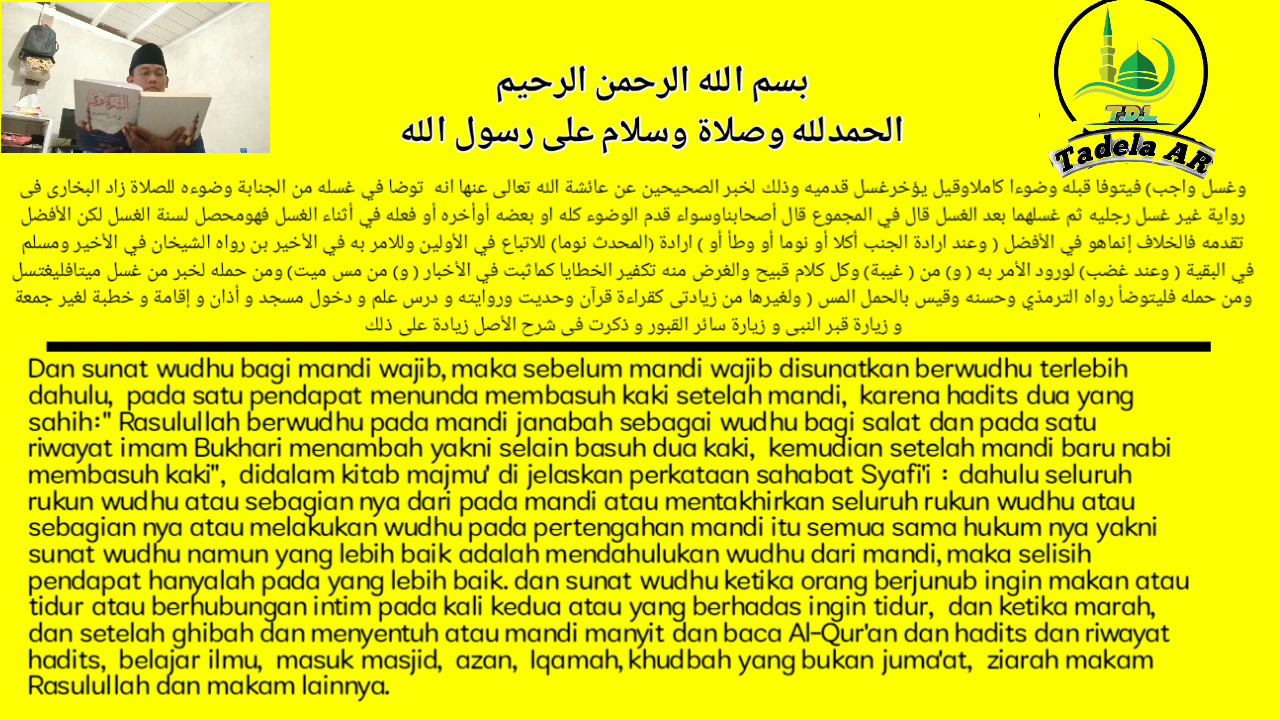 بسم الله الرحمن الرحيم
الحمدلله وصلاة وسلام على رسول الله
T.D.L
Tadela AR
وغسل واجب) فيتوفا قبله وضوءا كاملاوقيل يؤخرغسل قدميه وذلك لخبر الصحيحين عن عائشة الله تعالى عنها انه توضا في غسله من الجنابة وضوءه للصلاة زاد البخارى فى
رواية غير غسل رجليه ثم غسلهما بعد الغسل قال في المجموع قال أصحابناوسواء قدم الوضوء كله او بعضه أوأخره أو فعله في أثناء الغسل فهومحصل لسنة الغسل لكن الأفضل
تقدمه فالخلاف إنماهو في الأفضل ( وعند ارادة الجنب أكلا أو نوما أو وطأ أو ) ارادة (المحدث نوما) للاتباع في الأولين وللامر به في الأخير بن رواه الشيخان في الأخير ومسلم
في البقية ( وعند غضب) لورود الأمر به ( و) من ( غيبة) وكل كلام قبيح والغرض منه تكفير الخطايا كماثبت في الأخبار ( و) من مس ميت) ومن حمله لخبر من غسل ميتافليغتسل
ومن حمله فليتوضأ رواه الترمذي وحسنه وقيس بالحمل المس ( ولغيرها من زيادتى كقراءة قرآن وحديت وروايته و درس علم و دخول مسجد و أذان و إقامة و خطبة لغير جمعة
و زيارة قبر النبى و زيارة سائر القبور و ذكرت فى شرح الأصل زيادة على ذلك
Dan sunat wudhu bagi mandi wajib, maka sebelum mandi wajib disunatkan berwudhu terlebih
dahulu, pada satu pendapat menunda membasuh kaki setelah mandi, karena hadits dua yang
sahih:" Rasulullah berwudhu pada mandi janabah sebagai wudhu bagi salat dan pada satu
riwayat imam Bukhari menambah yakni selain basuh dua kaki, kemudian setelah mandi baru nabi
membasuh kaki", didalam kitab majmu' di jelaskan perkataan sahabat Syafi'i : dahulu seluruh
rukun wudhu atau sebagian nya dari pada mandi atau mentakhirkan seluruh rukun wudhu atau
sebagian nya atau melakukan wudhu pada pertengahan mandi itu semua sama hukum nya yakni
sunat wudhu namun yang lebih baik adalah mendahulukan wudhu dari mandi, maka selisih
pendapat hanyalah pada yang lebih baik. dan sunat wudhu ketika orang berjunub ingin makan atau
tidur atau berhubungan intim pada kali kedua atau yang berhadas ingin tidur, dan ketika marah,
dan setelah ghibah dan menyentuh atau mandi manyit dan baca Al-Qur'an dan hadits dan riwayat
hadits, belajar ilmu, masuk masjid, azan, Iqamah, khudbah yang bukan juma'at, ziarah makam
Rasulullah dan makam lainnya.